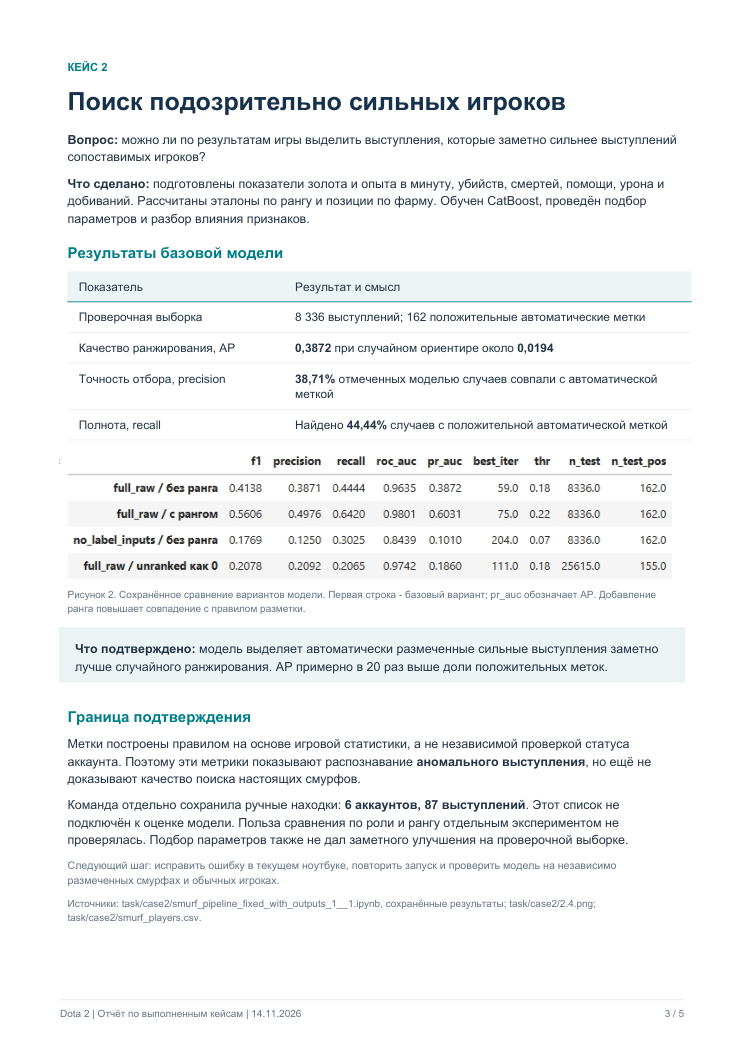 КЕЙС 2
Поиск подозрительно сильных игроков
Вопрос: можно ли по результатам игры выделить выступления, которые заметно сильнее выступлений
сопоставимых игроков?
Что сделано: подготовлены показатели золота и опыта в минуту, убийств, смертей, помощи, урона и
добиваний. Рассчитаны эталоны по рангу и позиции по фарму. Обучен CatBoost, проведён подбор
параметров и разбор влияния признаков.
Результаты базовой модели
Показатель Результат и смысл
Проверочная выборка 8 336 выступлений; 162 положительные автоматические метки
Качество ранжирования, AP 0,3872 при случайном ориентире около 0,0194
Точность отбора, precision 38,71% отмеченных моделью случаев совпали с автоматической
меткой
Полнота, recall Найдено 44,44% случаев с положительной автоматической меткой
f1 precision recall roc_auc pr_auc best_iter thr n_test n_test_pos
full_raw / без ранга 0.4138 0.3871 0.4444 0.9635 0.3872 59.0 0.18 8336.0 162.0
full_raw / с рангом 0.5606 0.4976 0.6420 0.9801 0.6031 75.0 0.22 8336.0 162.0
no_label_inputs / без ранга 0.1769 0.1250 0.3025 0.8439 0.1010 204.0 0.07 8336.0 162.0
full_raw / unranked как 0 0.2078 0.2092 0.2065 0.9742 0.1860 111.0 0.18 25615.0 155.0
Рисунок 2. Сохранённое сравнение вариантов модели. Первая строка - базовый вариант; pr_auc обозначает AP. Добавление
ранга повышает совпадение с правилом разметки.
Что подтверждено: модель выделяет автоматически размеченные сильные выступления заметно
лучше случайного ранжирования. AP примерно в 20 раз выше доли положительных меток.
Граница подтверждения
Метки построены правилом на основе игровой статистики, а не независимой проверкой статуса
аккаунта. Поэтому эти метрики показывают распознавание аномального выступления, но ещё не
доказывают качество поиска настоящих смурфов.
Команда отдельно сохранила ручные находки: 6 аккаунтов, 87 выступлений. Этот список не
подключён к оценке модели. Польза сравнения по роли и рангу отдельным экспериментом не
проверялась. Подбор параметров также не дал заметного улучшения на проверочной выборке.
Следующий шаг: исправить ошибку в текущем ноутбуке, повторить запуск и проверить модель на независимо
размеченных смурфах и обычных игроках.
Источники: task/case2/smurf_pipeline_fixed_with_outputs_1__1.ipynb, сохранённые результаты; task/case2/2.4.png;
task/case2/smurf_players.csv.
Dota 2 | Отчёт по выполненным кейсам | 14.11.2026 3 / 5